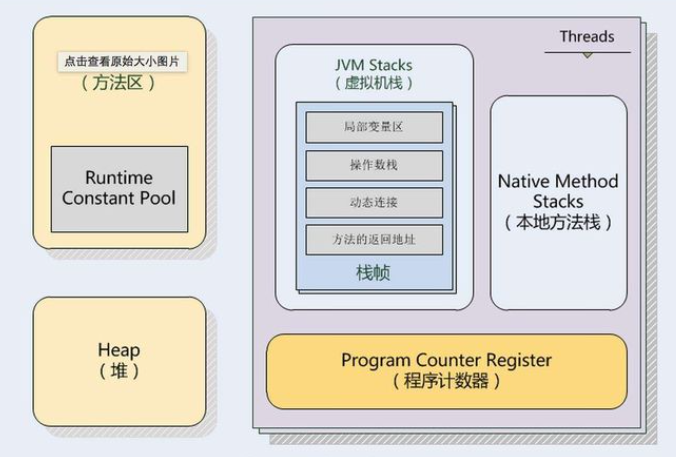 点击查看原始大小图片
（方法区）
Runtime
Constant Pool
Heap
（堆）
Threads
JVM Stacks
（虚拟机栈）
局部变量区
操作数栈
动态连接
方法的返回地址
栈帧
Native Method
Stacks
（本地方法栈）
Program Counter Register
（程序计数器）